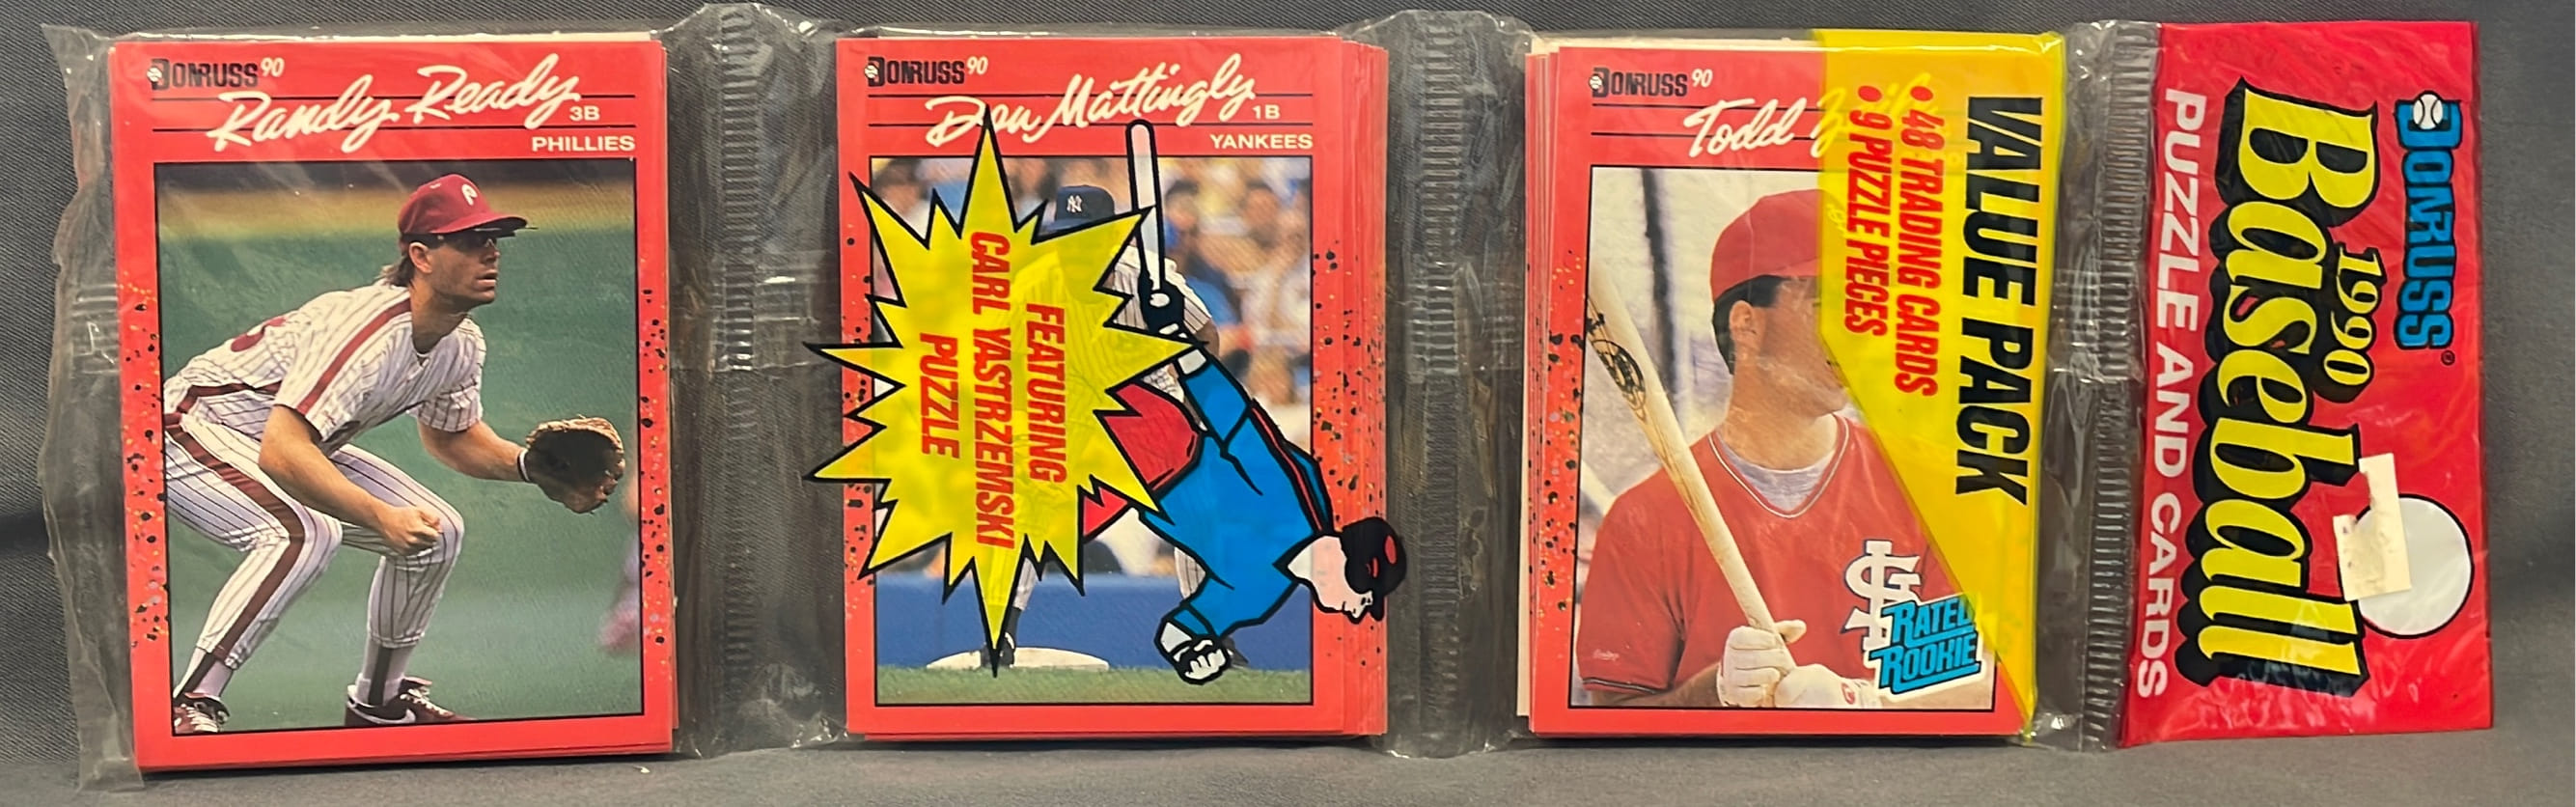 DONRUSS 90
Randy Ready
3B
PHILLIES
DONRUSS 90
Don Mattingly
1B
YANKEES
NY
FEATURING
CARL YASTRZEMSKI
PUZZLE
DONRUSS 90
Todd
RATED
ROOKIE
VALUE PACK
• 48 TRADING CARDS
• 9 PUZZLE PIECES
DONRUSS®
1990
Baseball
PUZZLE AND CARDS